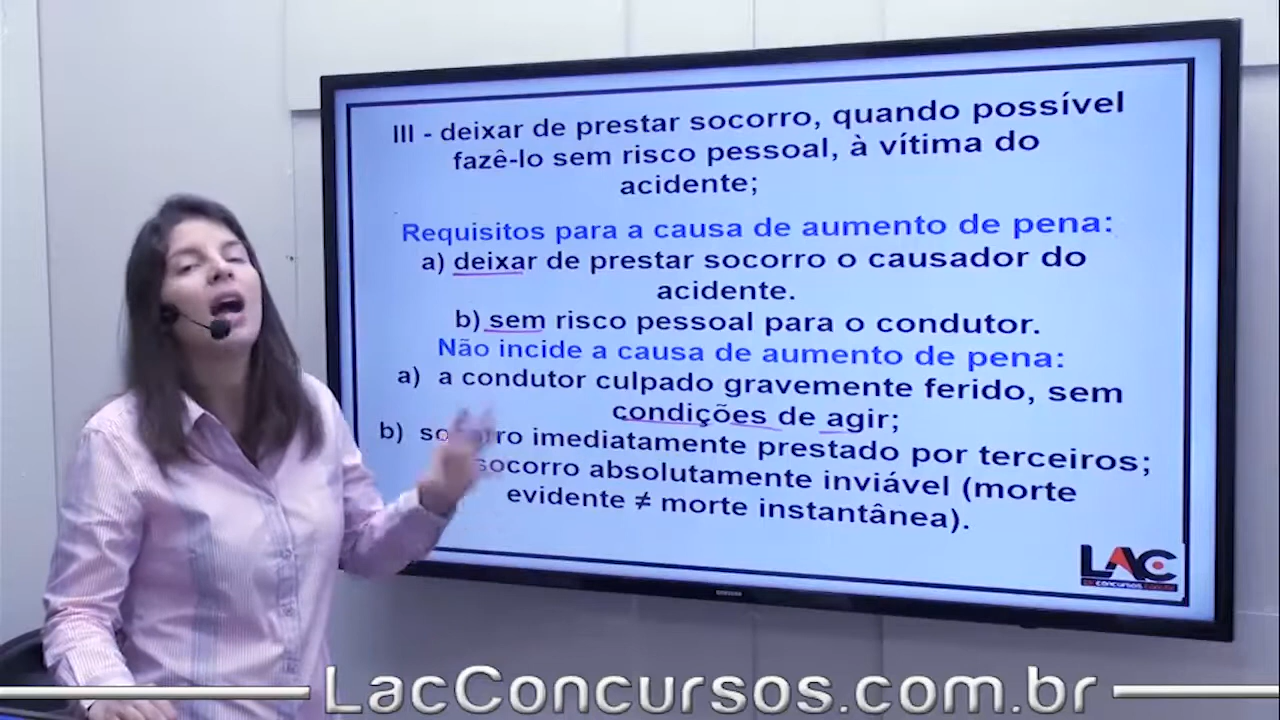 III - deixar de prestar socorro, quando possível
fazê-lo sem risco pessoal, à vítima do
acidente;
Requisitos para a causa de aumento de pena:
a) deixar de prestar socorro o causador do
acidente.
b) sem risco pessoal para o condutor.
Não incide a causa de aumento de pena:
a) a condutor culpado gravemente ferido, sem
condições de agir;
b) socorro imediatamente prestado por terceiros;
socorro absolutamente inviável (morte
evidente ≠ morte instantânea).
LAC
SAMSUNG
LacConcursos.com.br